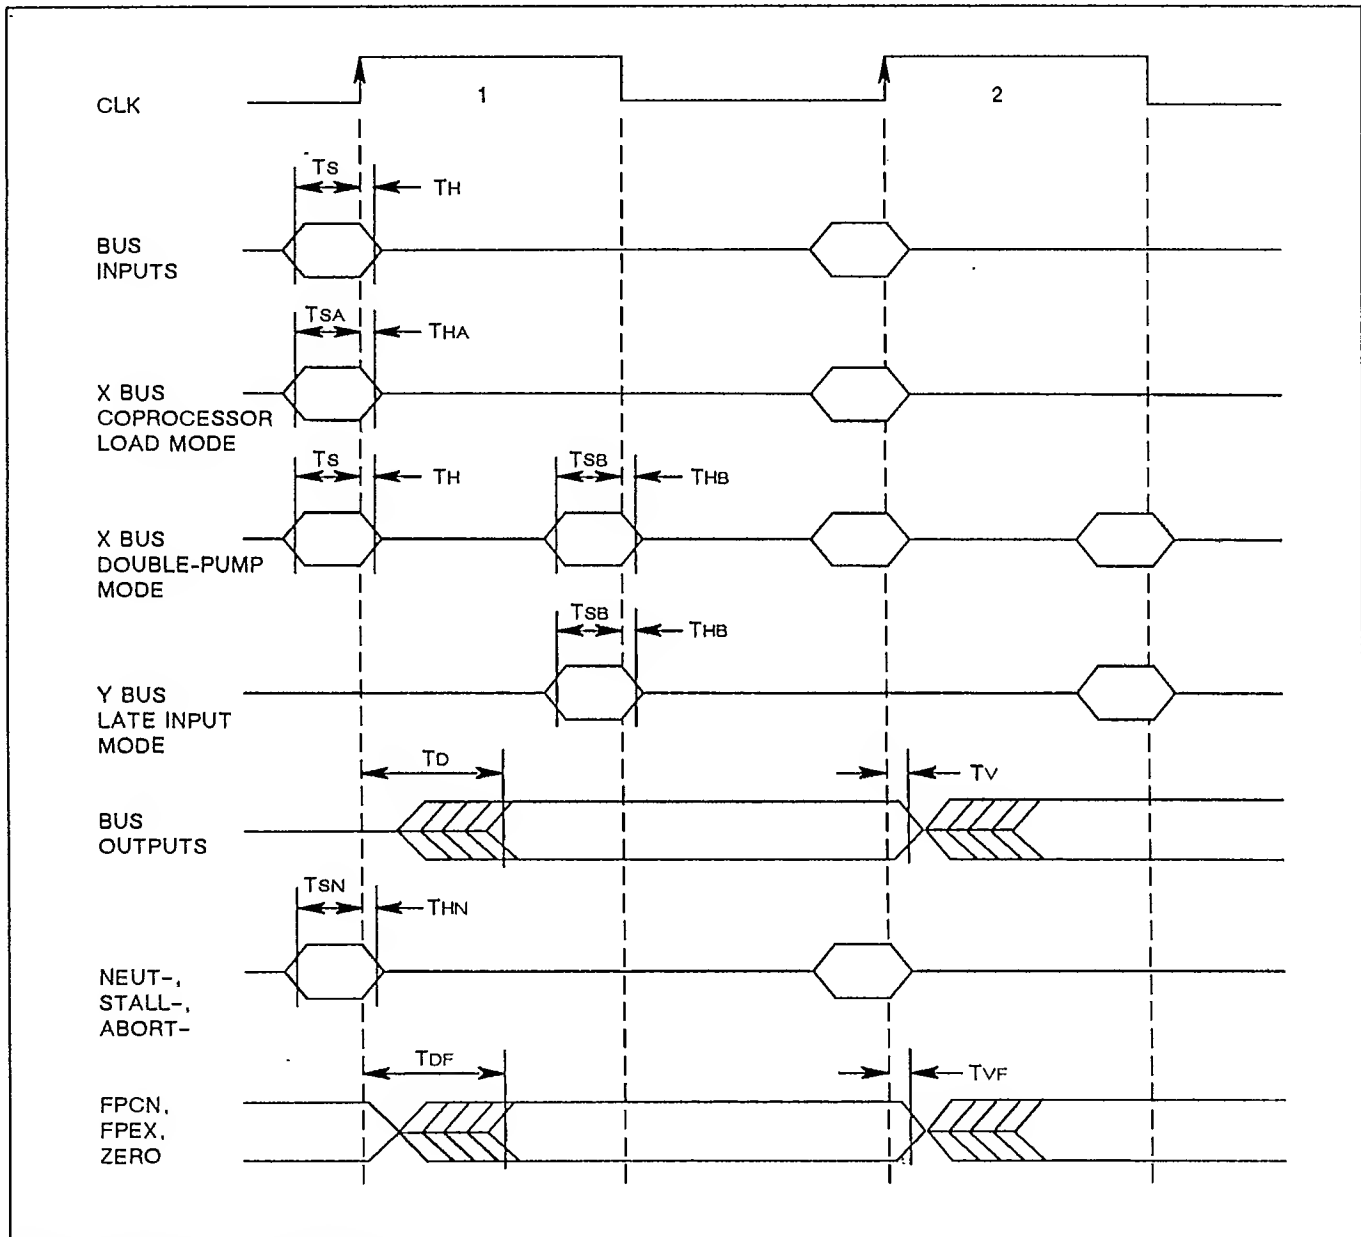 1
2
CLK
TS
TH
BUS
INPUTS
TSA
THA
X BUS
COPROCESSOR
LOAD MODE
TS
TH
TSB
THB
X BUS
DOUBLE-PUMP
MODE
TSB
THB
Y BUS
LATE INPUT
MODE
TD
TV
BUS
OUTPUTS
TSN
THN
NEUT-,
STALL-,
ABORT-
TDF
TVF
FPCN,
FPEX,
ZERO